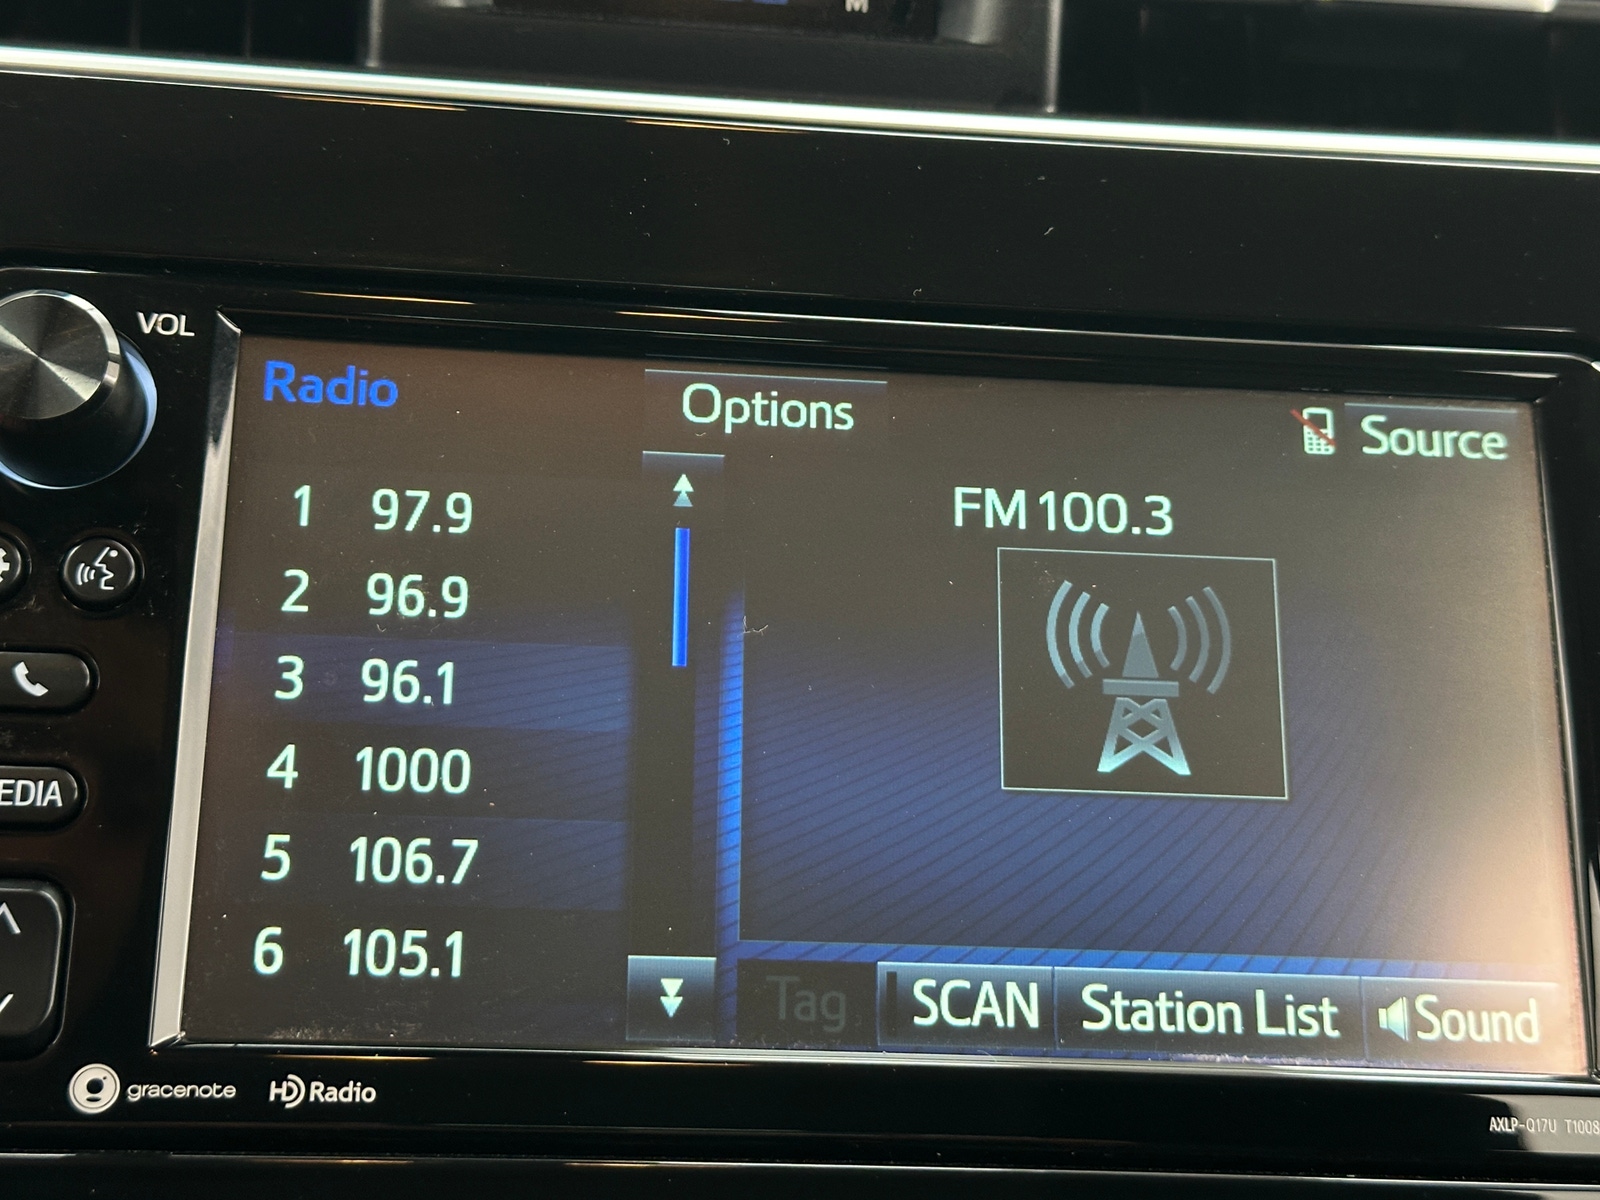 M
VOL
Radio
Options
Source
1 97.9
FM 100.3
2 96.9
3 96.1
4 1000
EDIA
5 106.7
6 105.1
Tag
SCAN
Station List
Sound
gracenote
HD Radio
AXLP-Q17U T1008